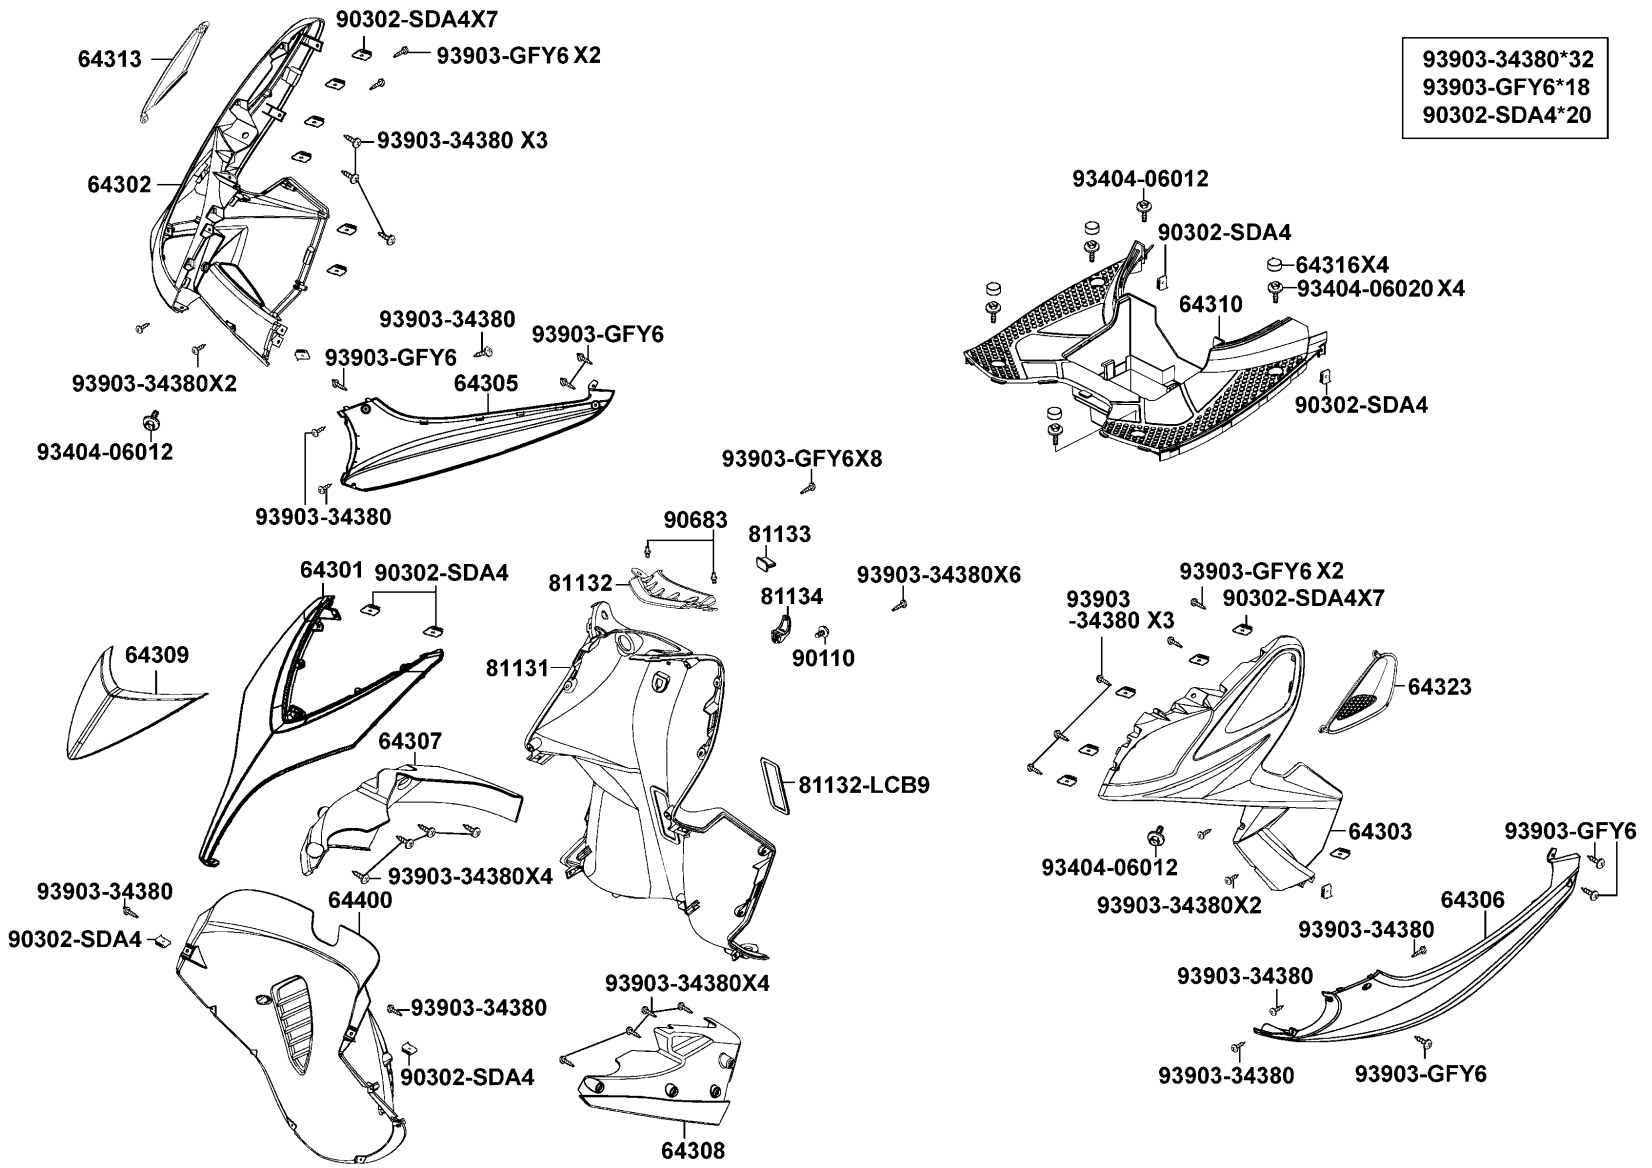 90302-SDA4X7
64313
93903-GFY6 X2
93903-34380 X3
64302
93903-34380
93903-GFY6
93903-GFY6
64305
93903-34380X2
93404-06012
93903-34380
93903-34380*32
93903-GFY6*18
90302-SDA4*20
93404-06012
90302-SDA4
64316X4
93404-06020 X4
64310
90302-SDA4
93903-GFY6X8
90683
81133
81132
93903-34380X6
81134
81131
90110
81132-LCB9
64301
90302-SDA4
64309
64307
93903-34380X4
64400
93903-34380
90302-SDA4
93903-34380
90302-SDA4
93903-34380X4
64308
93903-GFY6 X2
90302-SDA4X7
93903
-34380 X3
64323
64303
93404-06012
93903-34380X2
93903-GFY6
64306
93903-34380
93903-34380
93903-34380
93903-GFY6